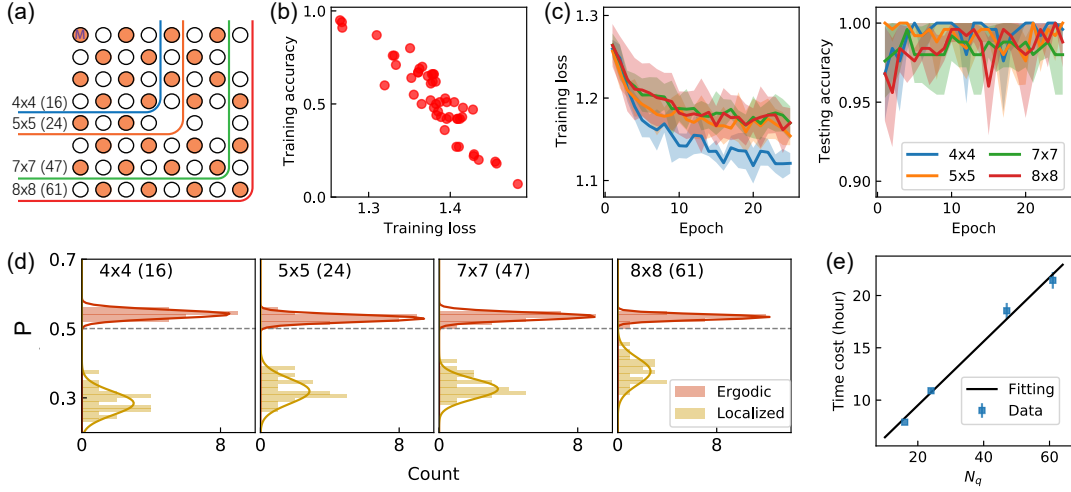 (a)
M
4x4 (16)
5x5 (24)
7x7 (47)
8x8 (61)
(b)
Training accuracy
1.0
0.5
0.0
1.3
1.4
Training loss
(c)
Training loss
1.3
1.2
1.1
0
10
20
Epoch
Testing accuracy
1.00
0.95
0.90
4x4
7x7
5x5
8x8
0
10
20
Epoch
(d)
P
0.7
0.5
0.3
4x4 (16)
5x5 (24)
7x7 (47)
8x8 (61)
Ergodic
Localized
0
8
0
8
0
8
0
8
Count
(e)
Time cost (hour)
20
15
10
Fitting
Data
20
40
60
Nq